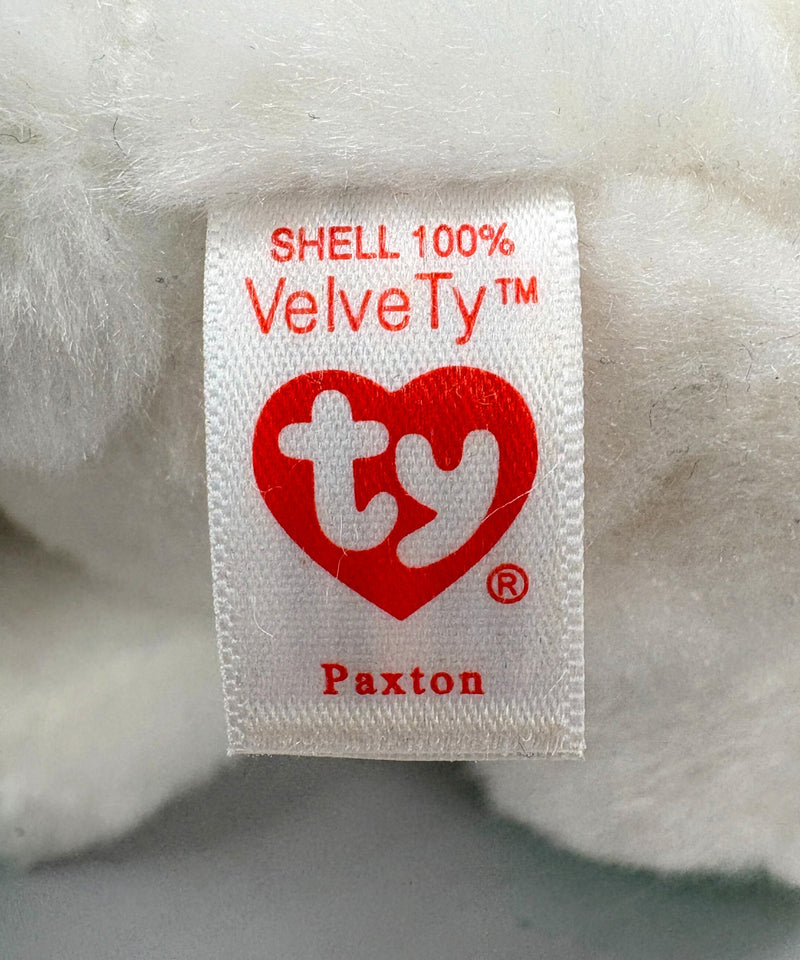 SHELL 100%
VelveTy™
ty
®
Paxton